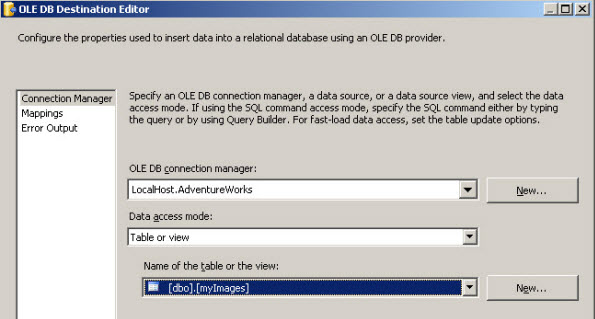 OLE DB Destination Editor
Configure the properties used to insert data into a relational database using an OLE DB provider.
Connection Manager
Mappings
Error Output
Specify an OLE DB connection manager, a data source, or a data source view, and select the data
access mode. If using the SQL command access mode, specify the SQL command either by typing
the query or by using Query Builder. For fast-load data access, set the table update options.
OLE DB connection manager:
LocalHost.AdventureWorks
New...
Data access mode:
Table or view
Name of the table or the view:
[dbo].[myImages]
New...